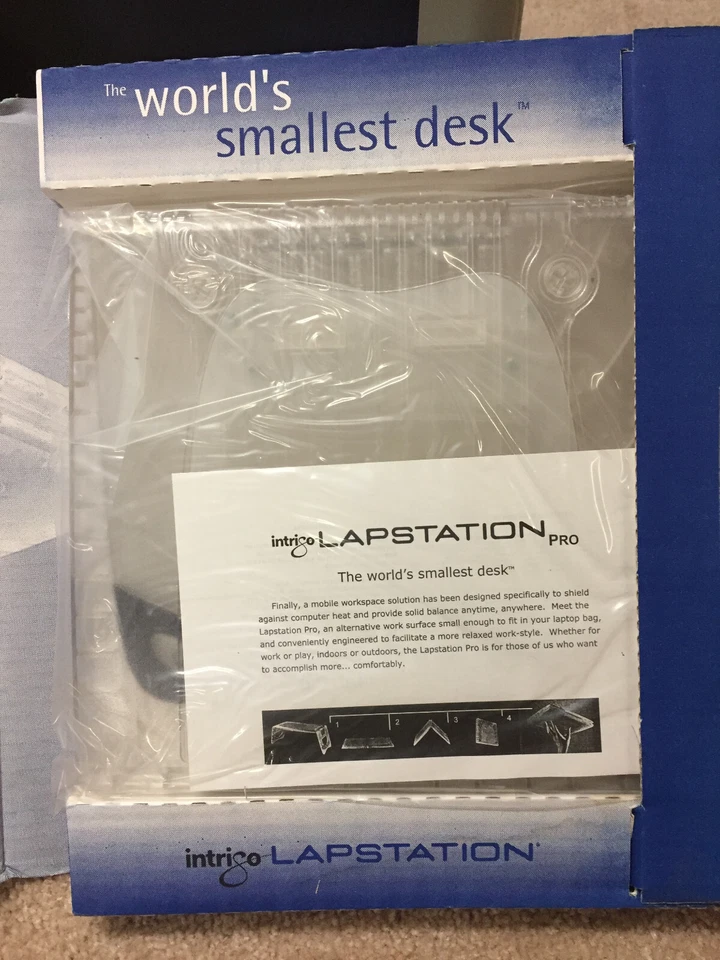 The world's
smallest desk™
intrigo LAPSTATION PRO
The world's smallest desk™
Finally, a mobile workspace solution has been designed specifically to shield
against computer heat and provide solid balance anytime, anywhere. Meet the
Lapstation Pro, an alternative work surface small enough to fit in your laptop bag,
and conveniently engineered to facilitate a more relaxed work-style. Whether for
work or play, indoors or outdoors, the Lapstation Pro is for those of us who want
to accomplish more... comfortably.
1 2 3 4
intrigo LAPSTATION